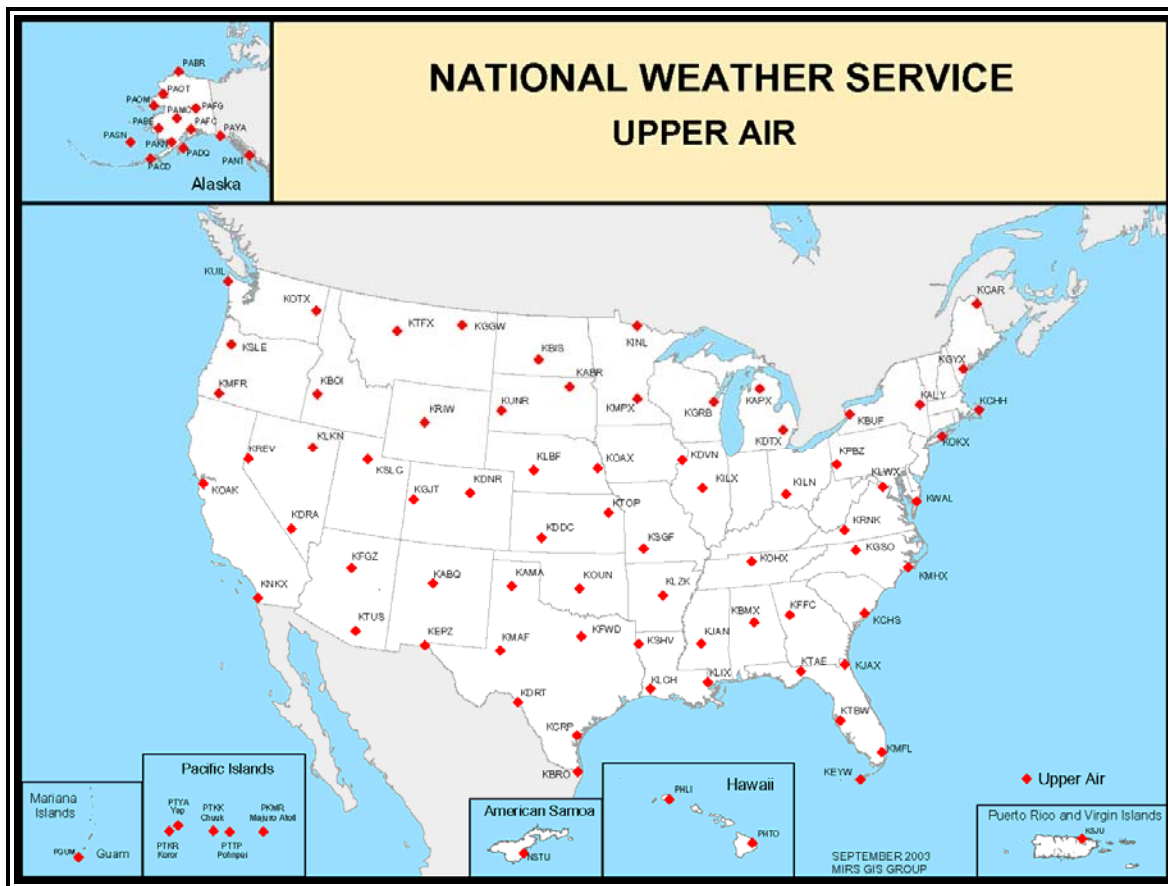 NATIONAL WEATHER SERVICE
UPPER AIR
PABR
PAOT
PAOM
PAMC
PAFG
PABE
PAFC
PAYA
PASN
PAKN
PADQ
PANT
PACD
Alaska
KUIL
KOTX
KTFX
KGGW
KINL
KCAR
KSLE
KBIS
KABR
KGYX
KMFR
KBOI
KRIW
KUNR
KMPX
KGRB
KAPX
KALY
KCHH
KBUF
KREV
KLKN
KSLC
KDTX
KOKX
KLBF
KOAX
KDVN
KPBZ
KOAK
KGJT
KDNR
KILX
KILN
KLWX
KTOP
KWAL
KDRA
KDDC
KSGF
KRNK
KFGZ
KOHX
KGSO
KNKX
KABQ
KAMA
KOUN
KLZK
KMHX
KTUS
KEPZ
KMAF
KFWD
KSHV
KJAN
KBMX
KFFC
KCHS
KTAE
KJAX
KDRT
KLCH
KLIX
KCRP
KTBW
KBRO
KMFL
KEYW
Upper Air
Mariana
Islands
PGUM
Guam
Pacific Islands
PTYA
Yap
PTKK
Chuuk
PKMR
Majuro Atoll
PTKR
Koror
PTTP
Pohnpei
American Samoa
NSTU
Hawaii
PHLI
PHTO
SEPTEMBER 2003
MIRS GIS GROUP
Puerto Rico and Virgin Islands